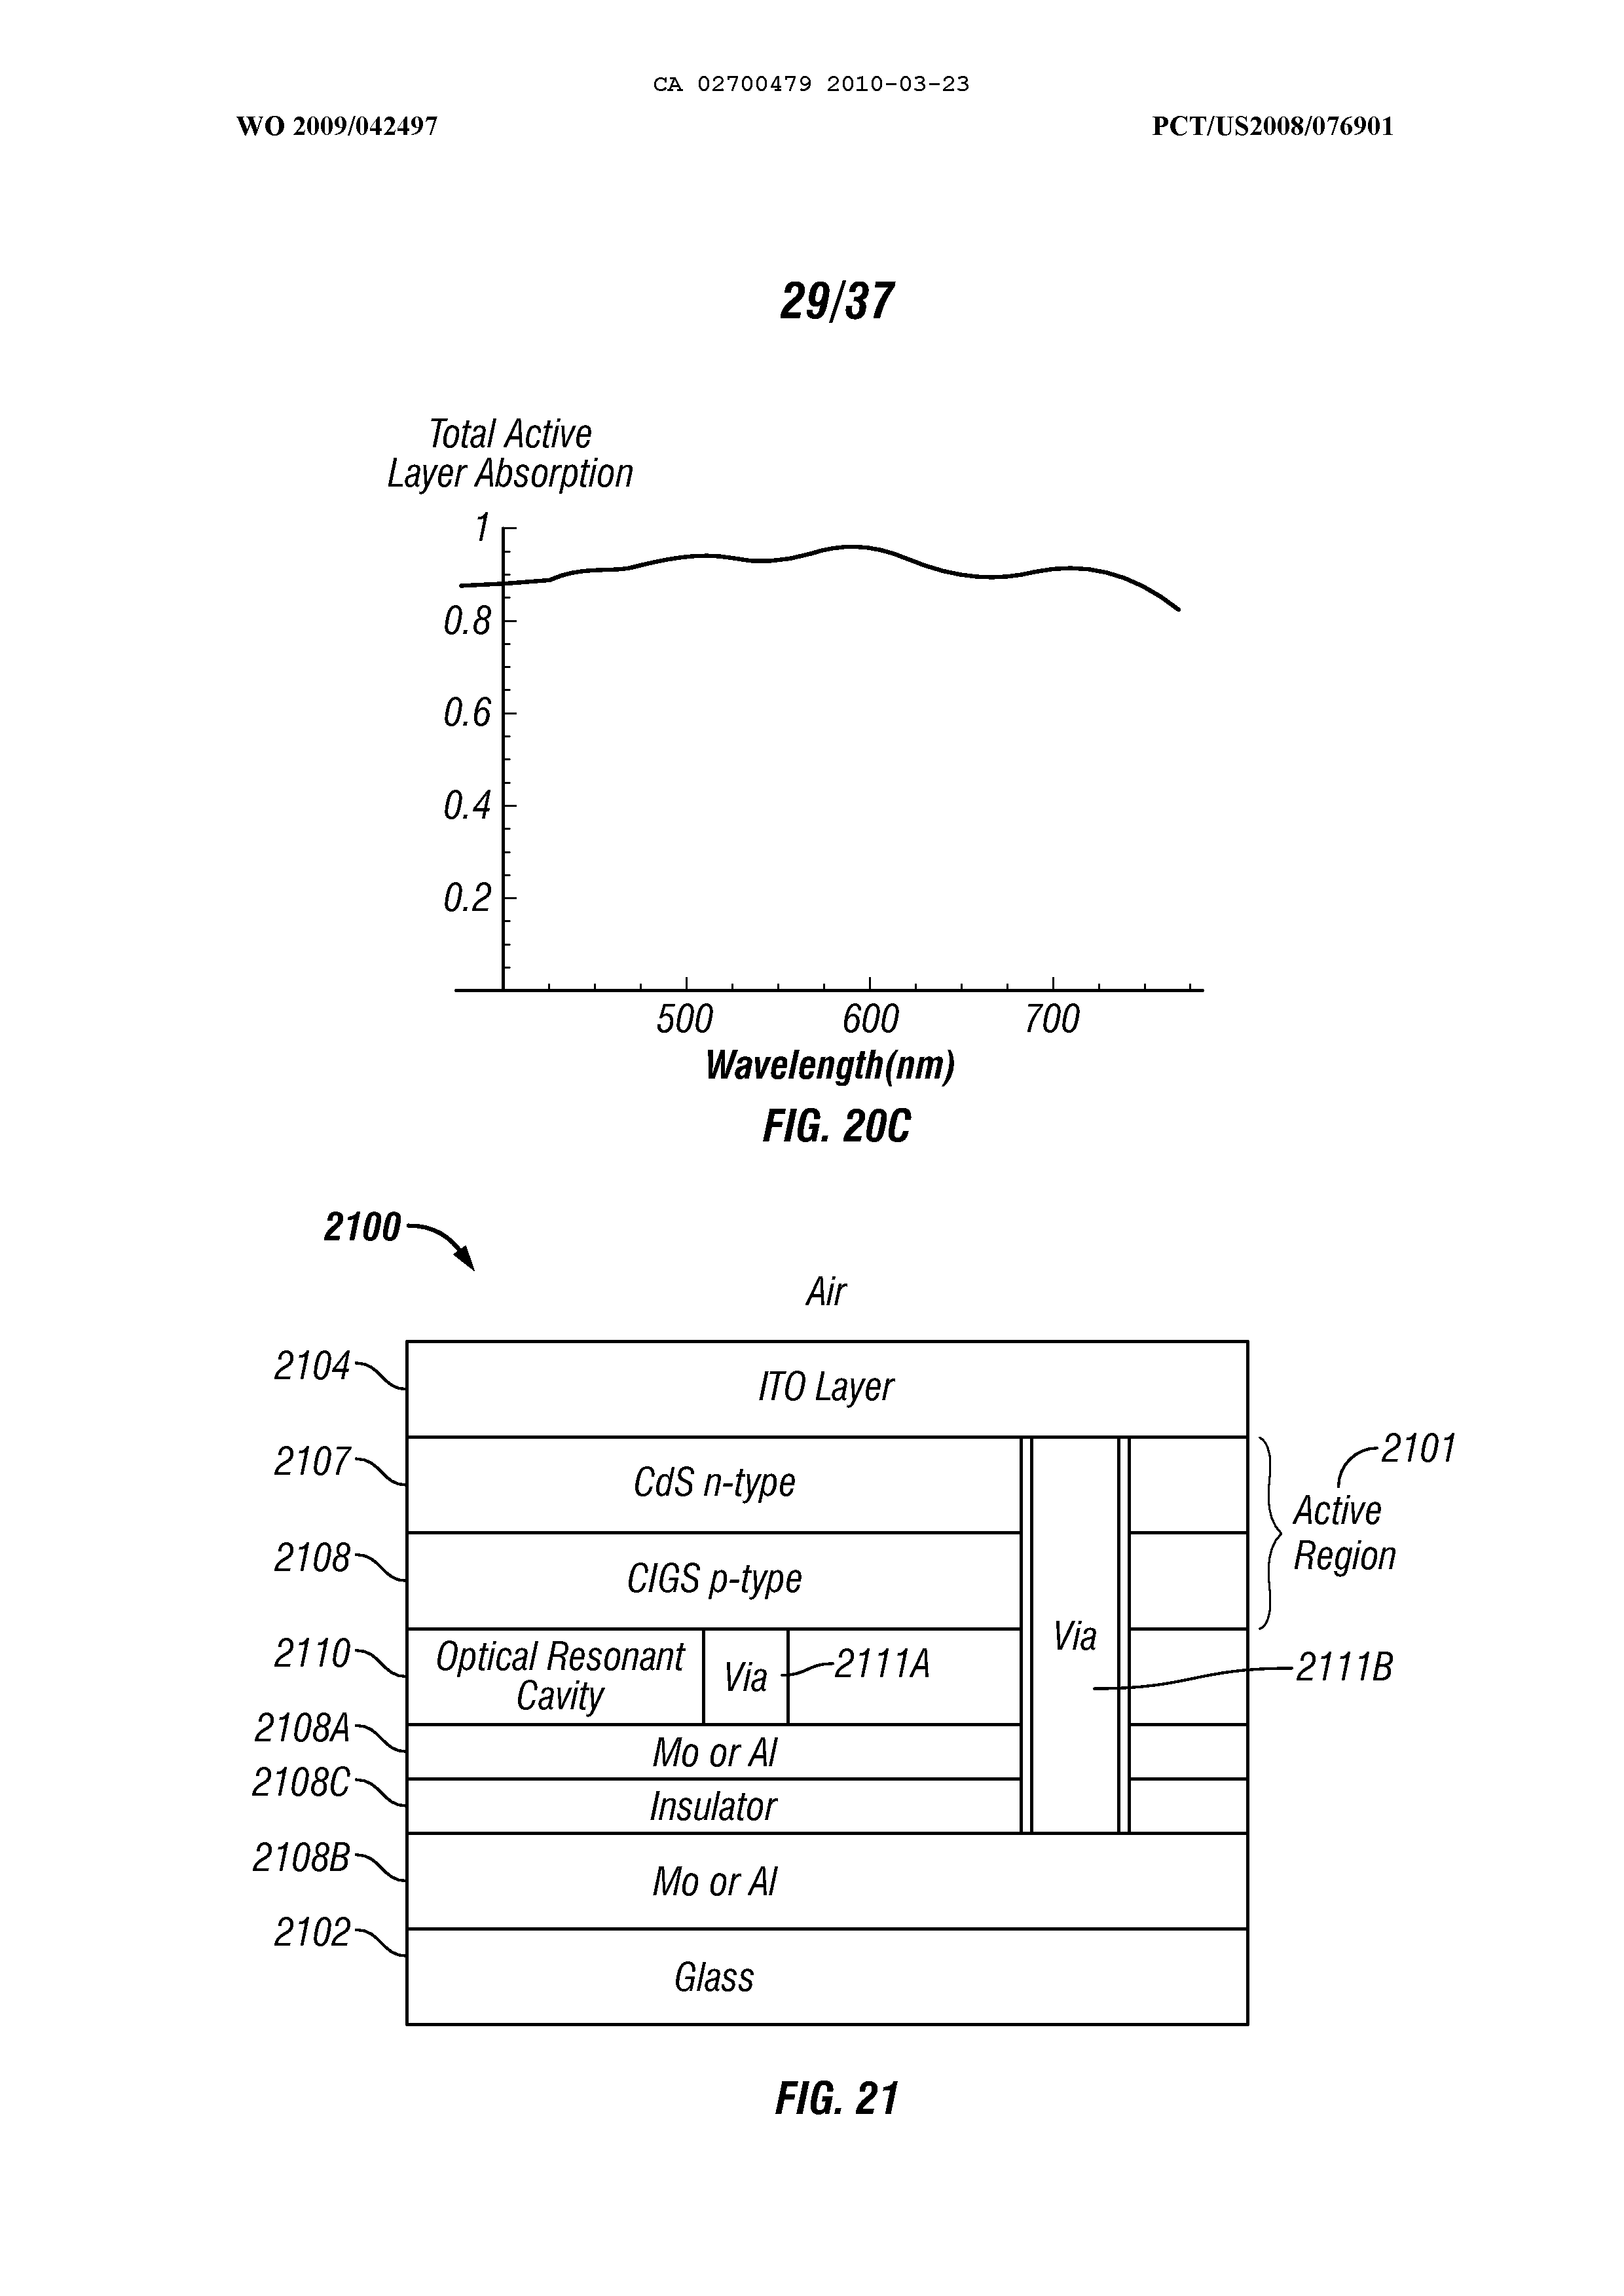 CA 02700479 2010-03-23
WO 2009/042497
PCT/US2008/076901
29/37
Total Active
Layer Absorption
1
0.8
0.6
0.4
0.2
500
600
700
Wavelength(nm)
FIG. 20C
2100
Air
2104
ITO Layer
2107
CdS n-type
2101
Active
Region
2108
CIGS p-type
2110
Optical Resonant
Cavity
Via
2111A
Via
2111B
2108A
Mo or Al
2108C
Insulator
2108B
Mo or Al
2102
Glass
FIG. 21